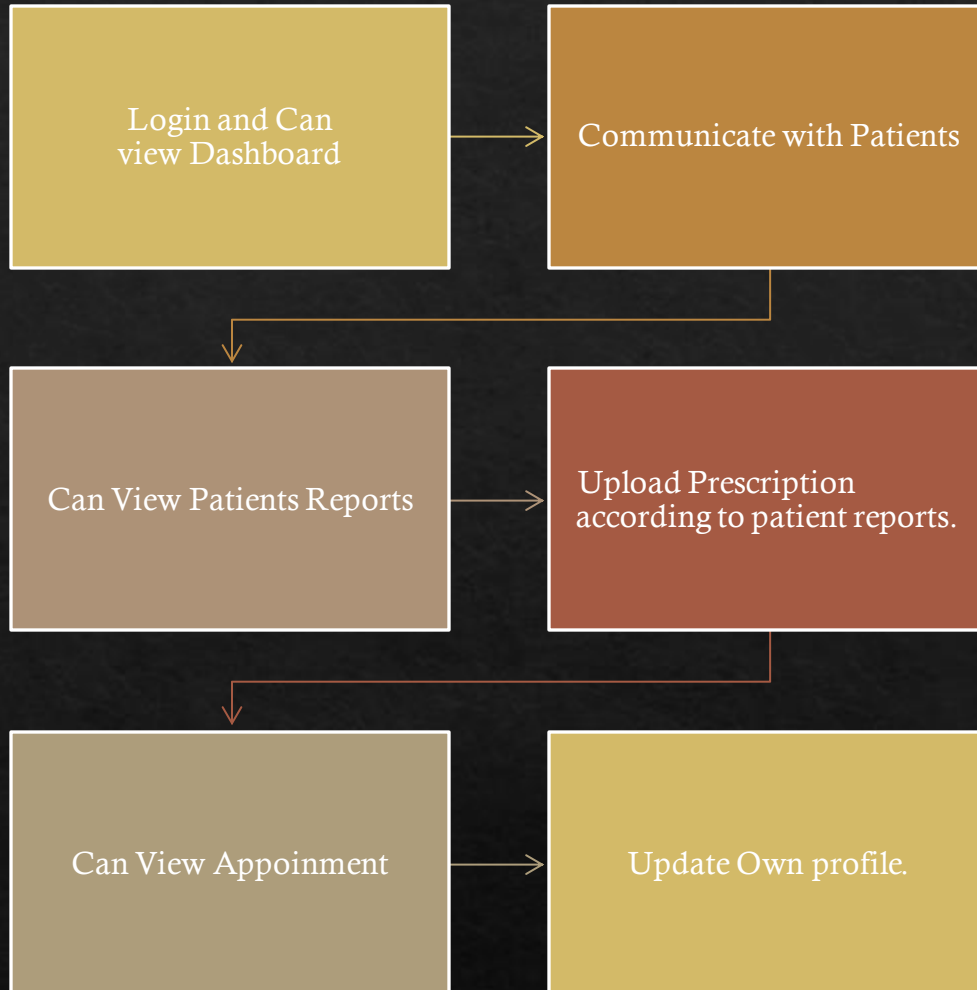 Login and Can
view Dashboard
Communicate with Patients
Can View Patients Reports
Upload Prescription
according to patient reports.
Can View Appoinment
Update Own profile.